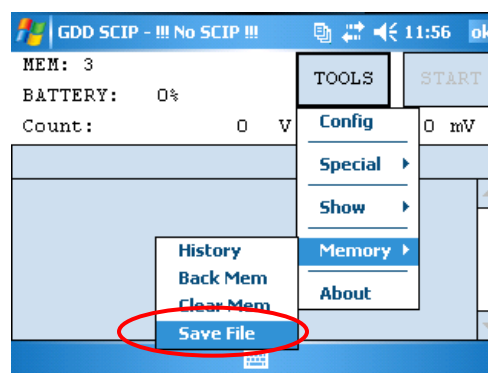 GDD SCIP - !!! No SCIP !!! 11:56 ok
MEM: 3
BATTERY: 0%
TOOLS
START
Count: 0 V 0 mV
Config
Special
Show
Memory
About
History
Back Mem
Clear Mem
Save File